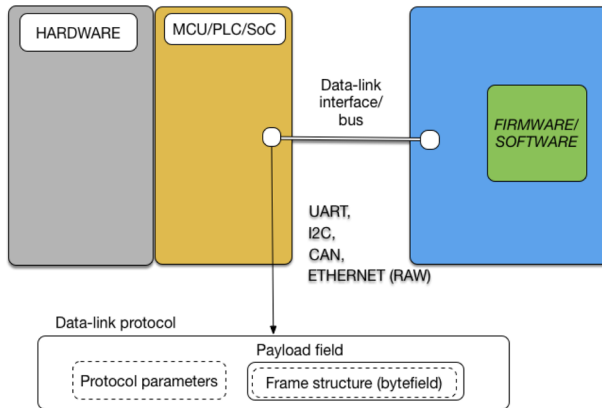 HARDWARE
MCU/PLC/SoC
Data-link
interface/
bus
FIRMWARE/
SOFTWARE
UART,
I2C,
CAN,
ETHERNET (RAW)
Data-link protocol
Payload field
Protocol parameters
Frame structure (bytefield)